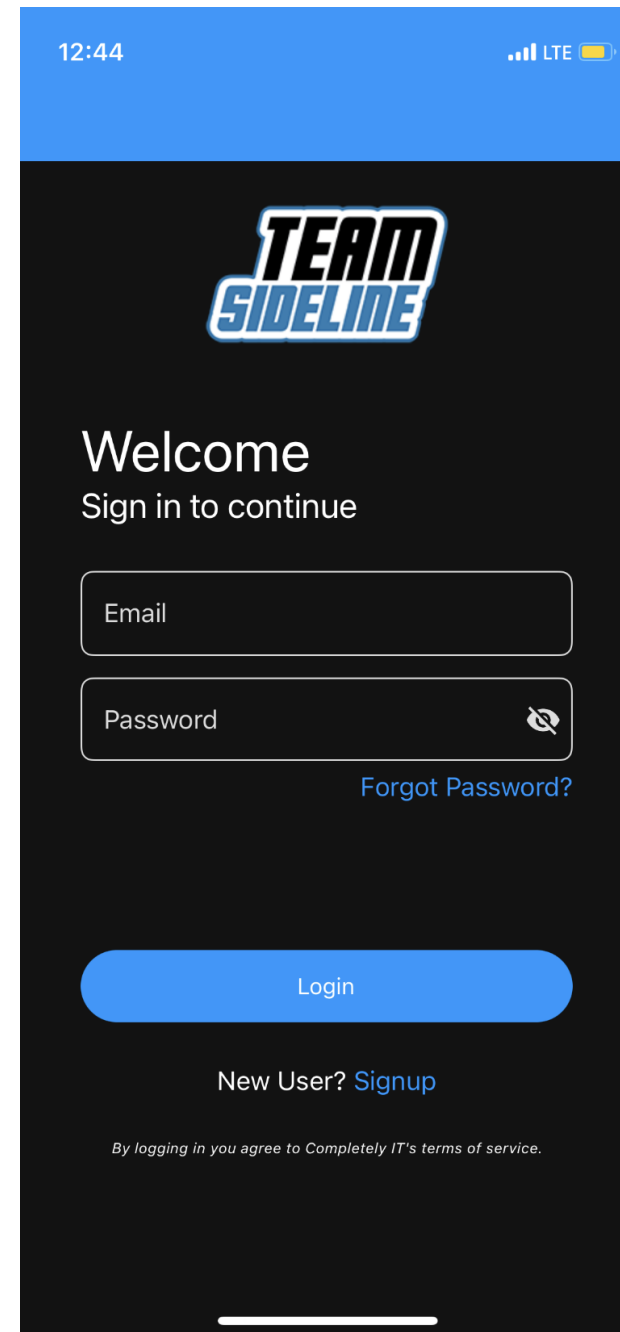 12:44 LTE
TEAM
SIDELINE
Welcome
Sign in to continue
Email
Password
Forgot Password?
Login
New User? Signup
By logging in you agree to Completely IT's terms of service.